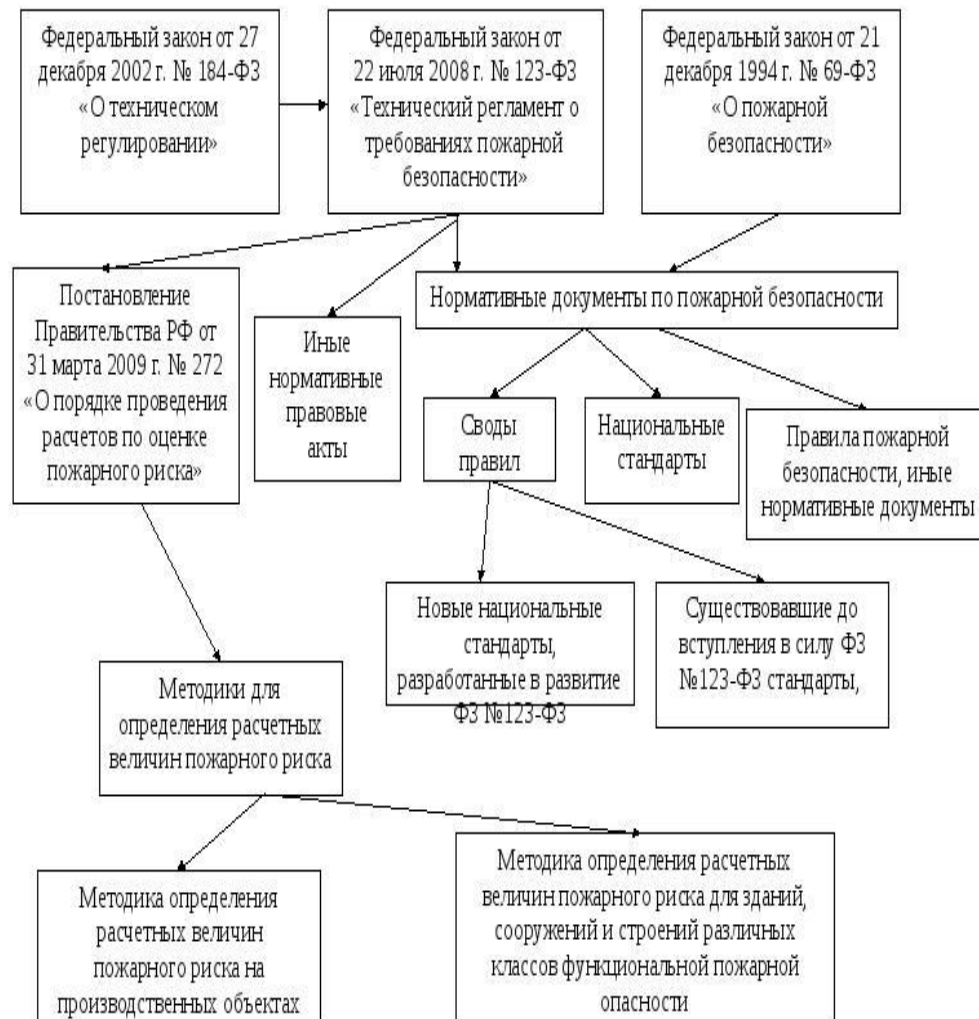 Федеральный закон от 27
декабря 2002 г. № 184-ФЗ
«О техническом
регулировании»
Федеральный закон от
22 июля 2008 г. № 123-ФЗ
«Технический регламент о
требованиях пожарной
безопасности»
Федеральный закон от 21
декабря 1994 г. № 69-ФЗ
«О пожарной
безопасности»
Постановление
Правительства РФ от
31 марта 2009 г. № 272
«О порядке проведения
расчетов по оценке
пожарного риска»
Иные
нормативные
правовые
акты
Нормативные документы по пожарной безопасности
Своды
правил
Национальные
стандарты
Правила пожарной
безопасности, иные
нормативные документы
Новые национальные
стандарты,
разработанные в развитие
ФЗ №123-ФЗ
Существовавшие до
вступления в силу ФЗ
№123-ФЗ стандарты,
Методики для
определения расчетных
величин пожарного риска
Методика определения
расчетных величин
пожарного риска на
производственных объектах
Методика определения расчетных
величин пожарного риска для зданий,
сооружений и строений различных
классов функциональной пожарной
опасности